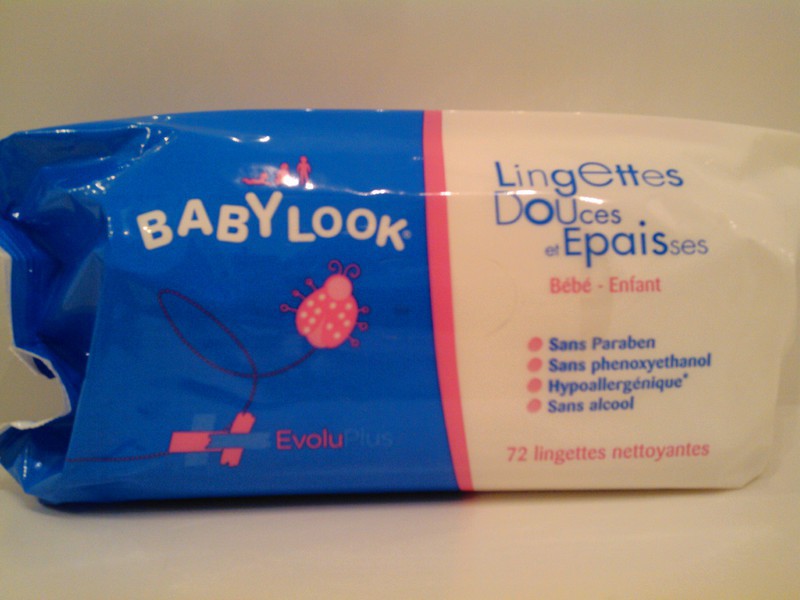 BABYLOOK®
EvoluPlus
Lingettes
Douces
et Epaisses
Bébé - Enfant
Sans Paraben
Sans phenoxyethanol
Hypoallergénique*
Sans alcool
72 lingettes nettoyantes